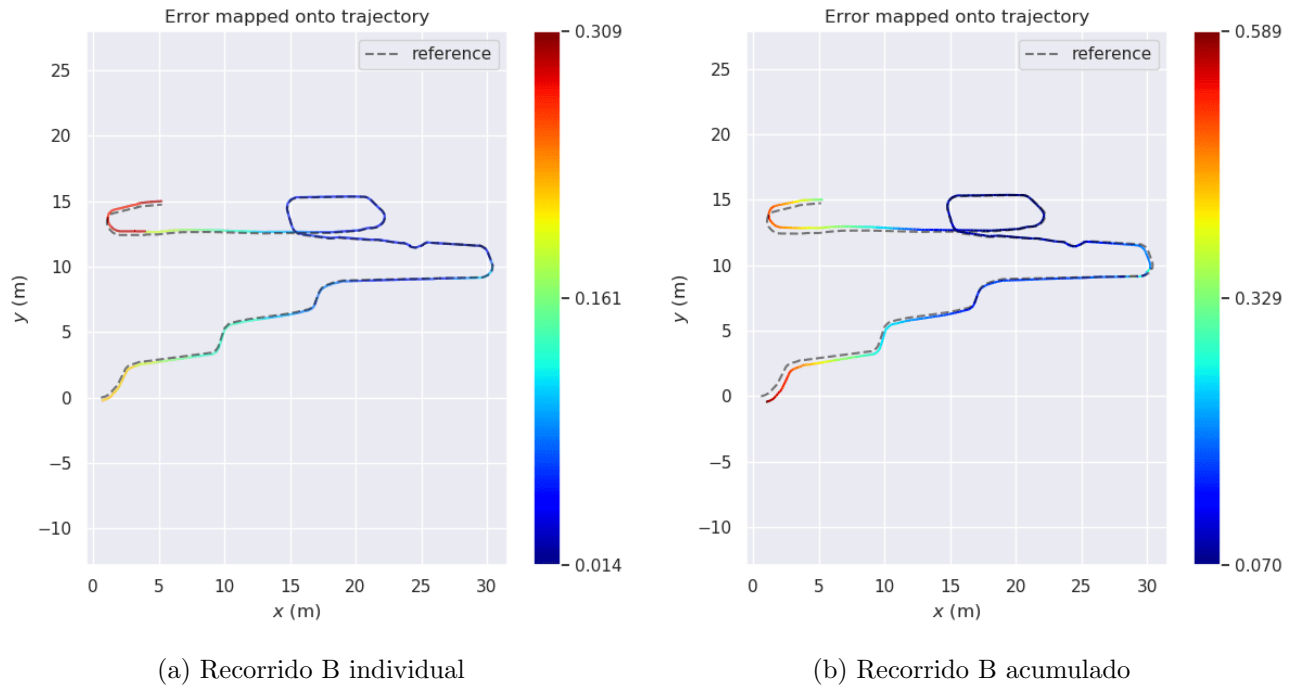 Error mapped onto trajectory
reference
25
20
15
10
5
0
−5
−10
0 5 10 15 20 25 30
x (m)
y (m)
0.309
0.161
0.014
(a) Recorrido B individual
Error mapped onto trajectory
reference
25
20
15
10
5
0
−5
−10
0 5 10 15 20 25 30
x (m)
y (m)
0.589
0.329
0.070
(b) Recorrido B acumulado